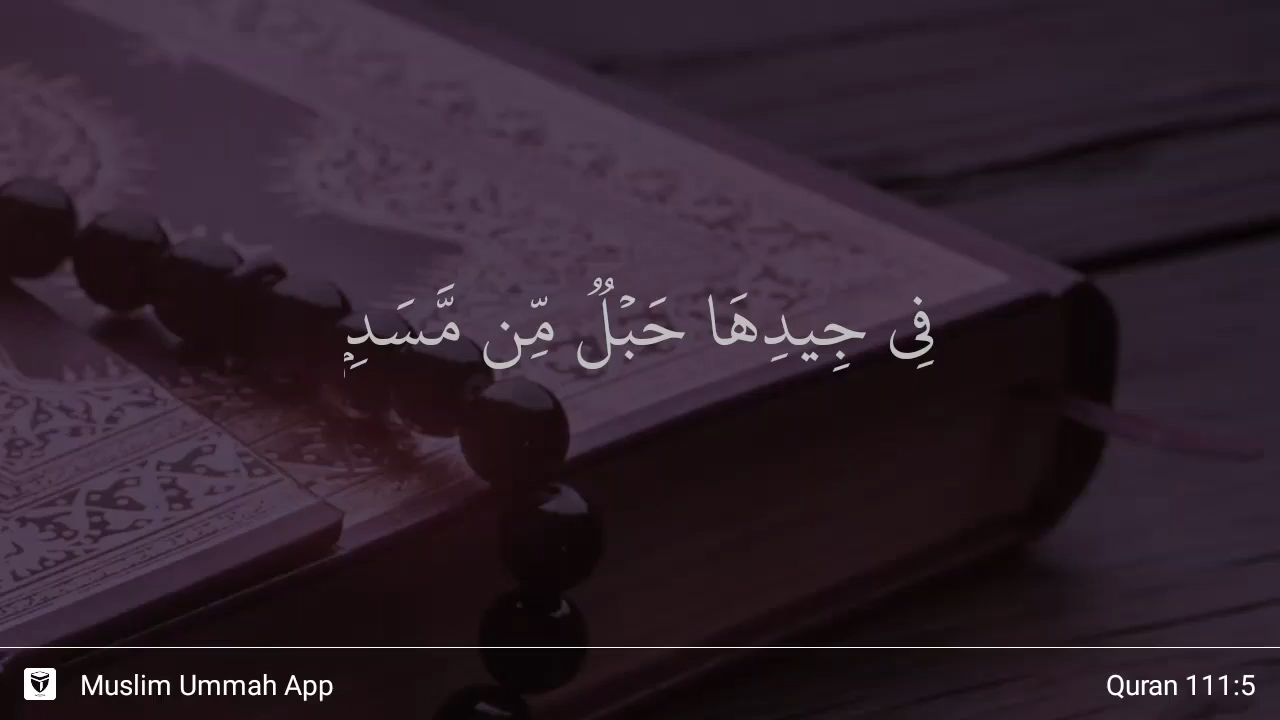 فِى جِيدِهَا حَبْلٌۭ مِّن مَّسَدٍۭ
Muslim Ummah App
Quran 111:5